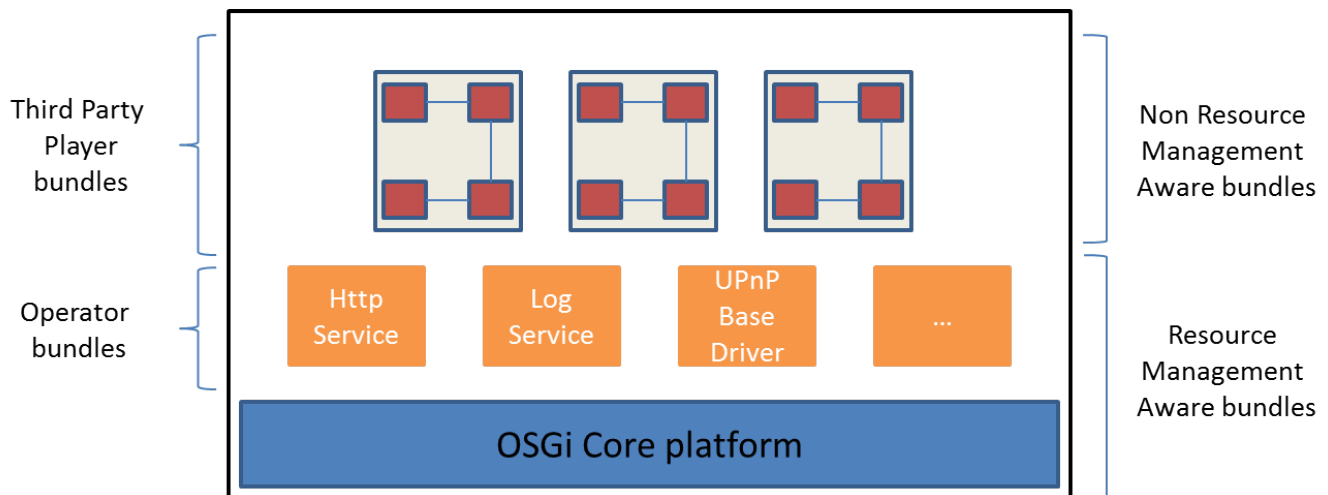 Third Party
Player
bundles
Non Resource
Management
Aware bundles
Http
Service
Log
Service
UPnP
Base
Driver
...
Operator
bundles
Resource
Management
Aware bundles
OSGi Core platform